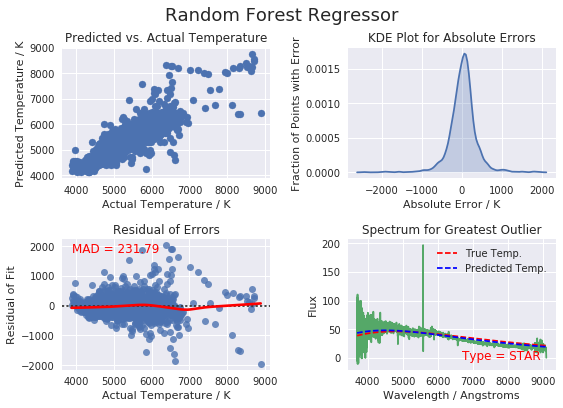 Random Forest Regressor
Predicted vs. Actual Temperature
Predicted Temperature / K
9000
8000
7000
6000
5000
4000
4000 5000 6000 7000 8000 9000
Actual Temperature / K
KDE Plot for Absolute Errors
Fraction of Points with Error
0.0015
0.0010
0.0005
0.0000
−2000 −1000 0 1000 2000
Absolute Error / K
Residual of Errors
MAD = 231.79
Residual of Fit
2000
1000
0
−1000
−2000
4000 5000 6000 7000 8000 9000
Actual Temperature / K
Spectrum for Greatest Outlier
True Temp.
Predicted Temp.
Flux
200
150
100
50
0
Type = STAR
4000 5000 6000 7000 8000 9000
Wavelength / Angstroms